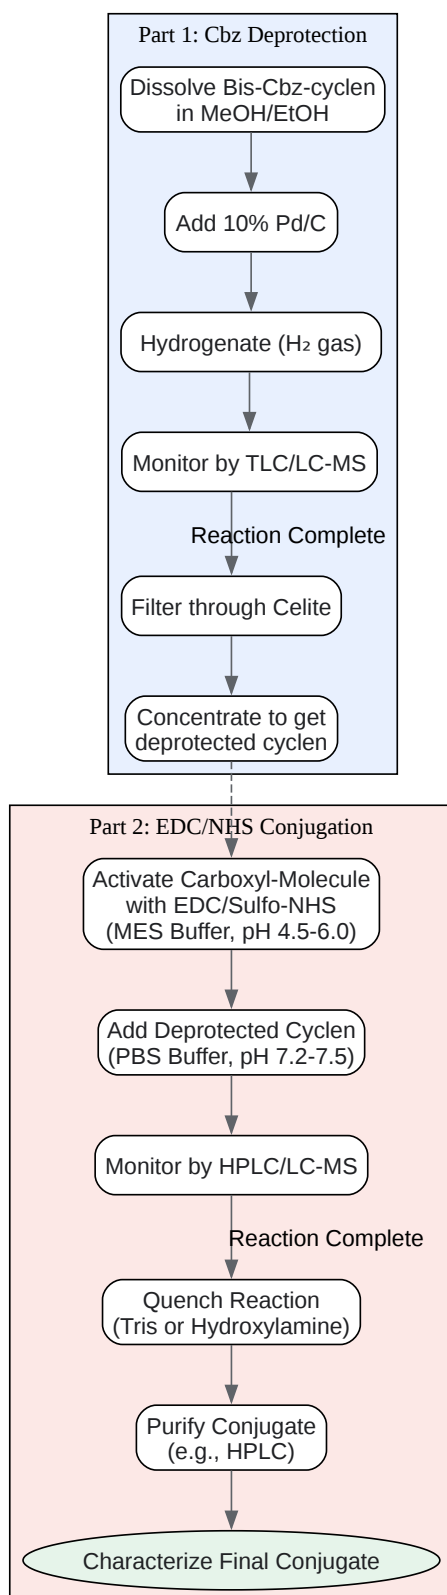 Part 1: Cbz Deprotection
Dissolve Bis-Cbz-cyclen
in MeOH/EtOH
Add 10% Pd/C
Hydrogenate (H₂ gas)
Monitor by TLC/LC-MS
Reaction Complete
Filter through Celite
Concentrate to get
deprotected cyclen
Part 2: EDC/NHS Conjugation
Activate Carboxyl-Molecule
with EDC/Sulfo-NHS
(MES Buffer, pH 4.5-6.0)
Add Deprotected Cyclen
(PBS Buffer, pH 7.2-7.5)
Monitor by HPLC/LC-MS
Reaction Complete
Quench Reaction
(Tris or Hydroxylamine)
Purify Conjugate
(e.g., HPLC)
Characterize Final Conjugate